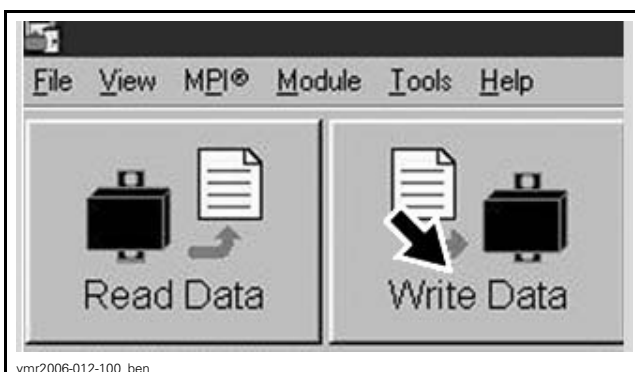 File View MPI® Module Tools Help
Read Data Write Data
vmr2006-012-100_ben